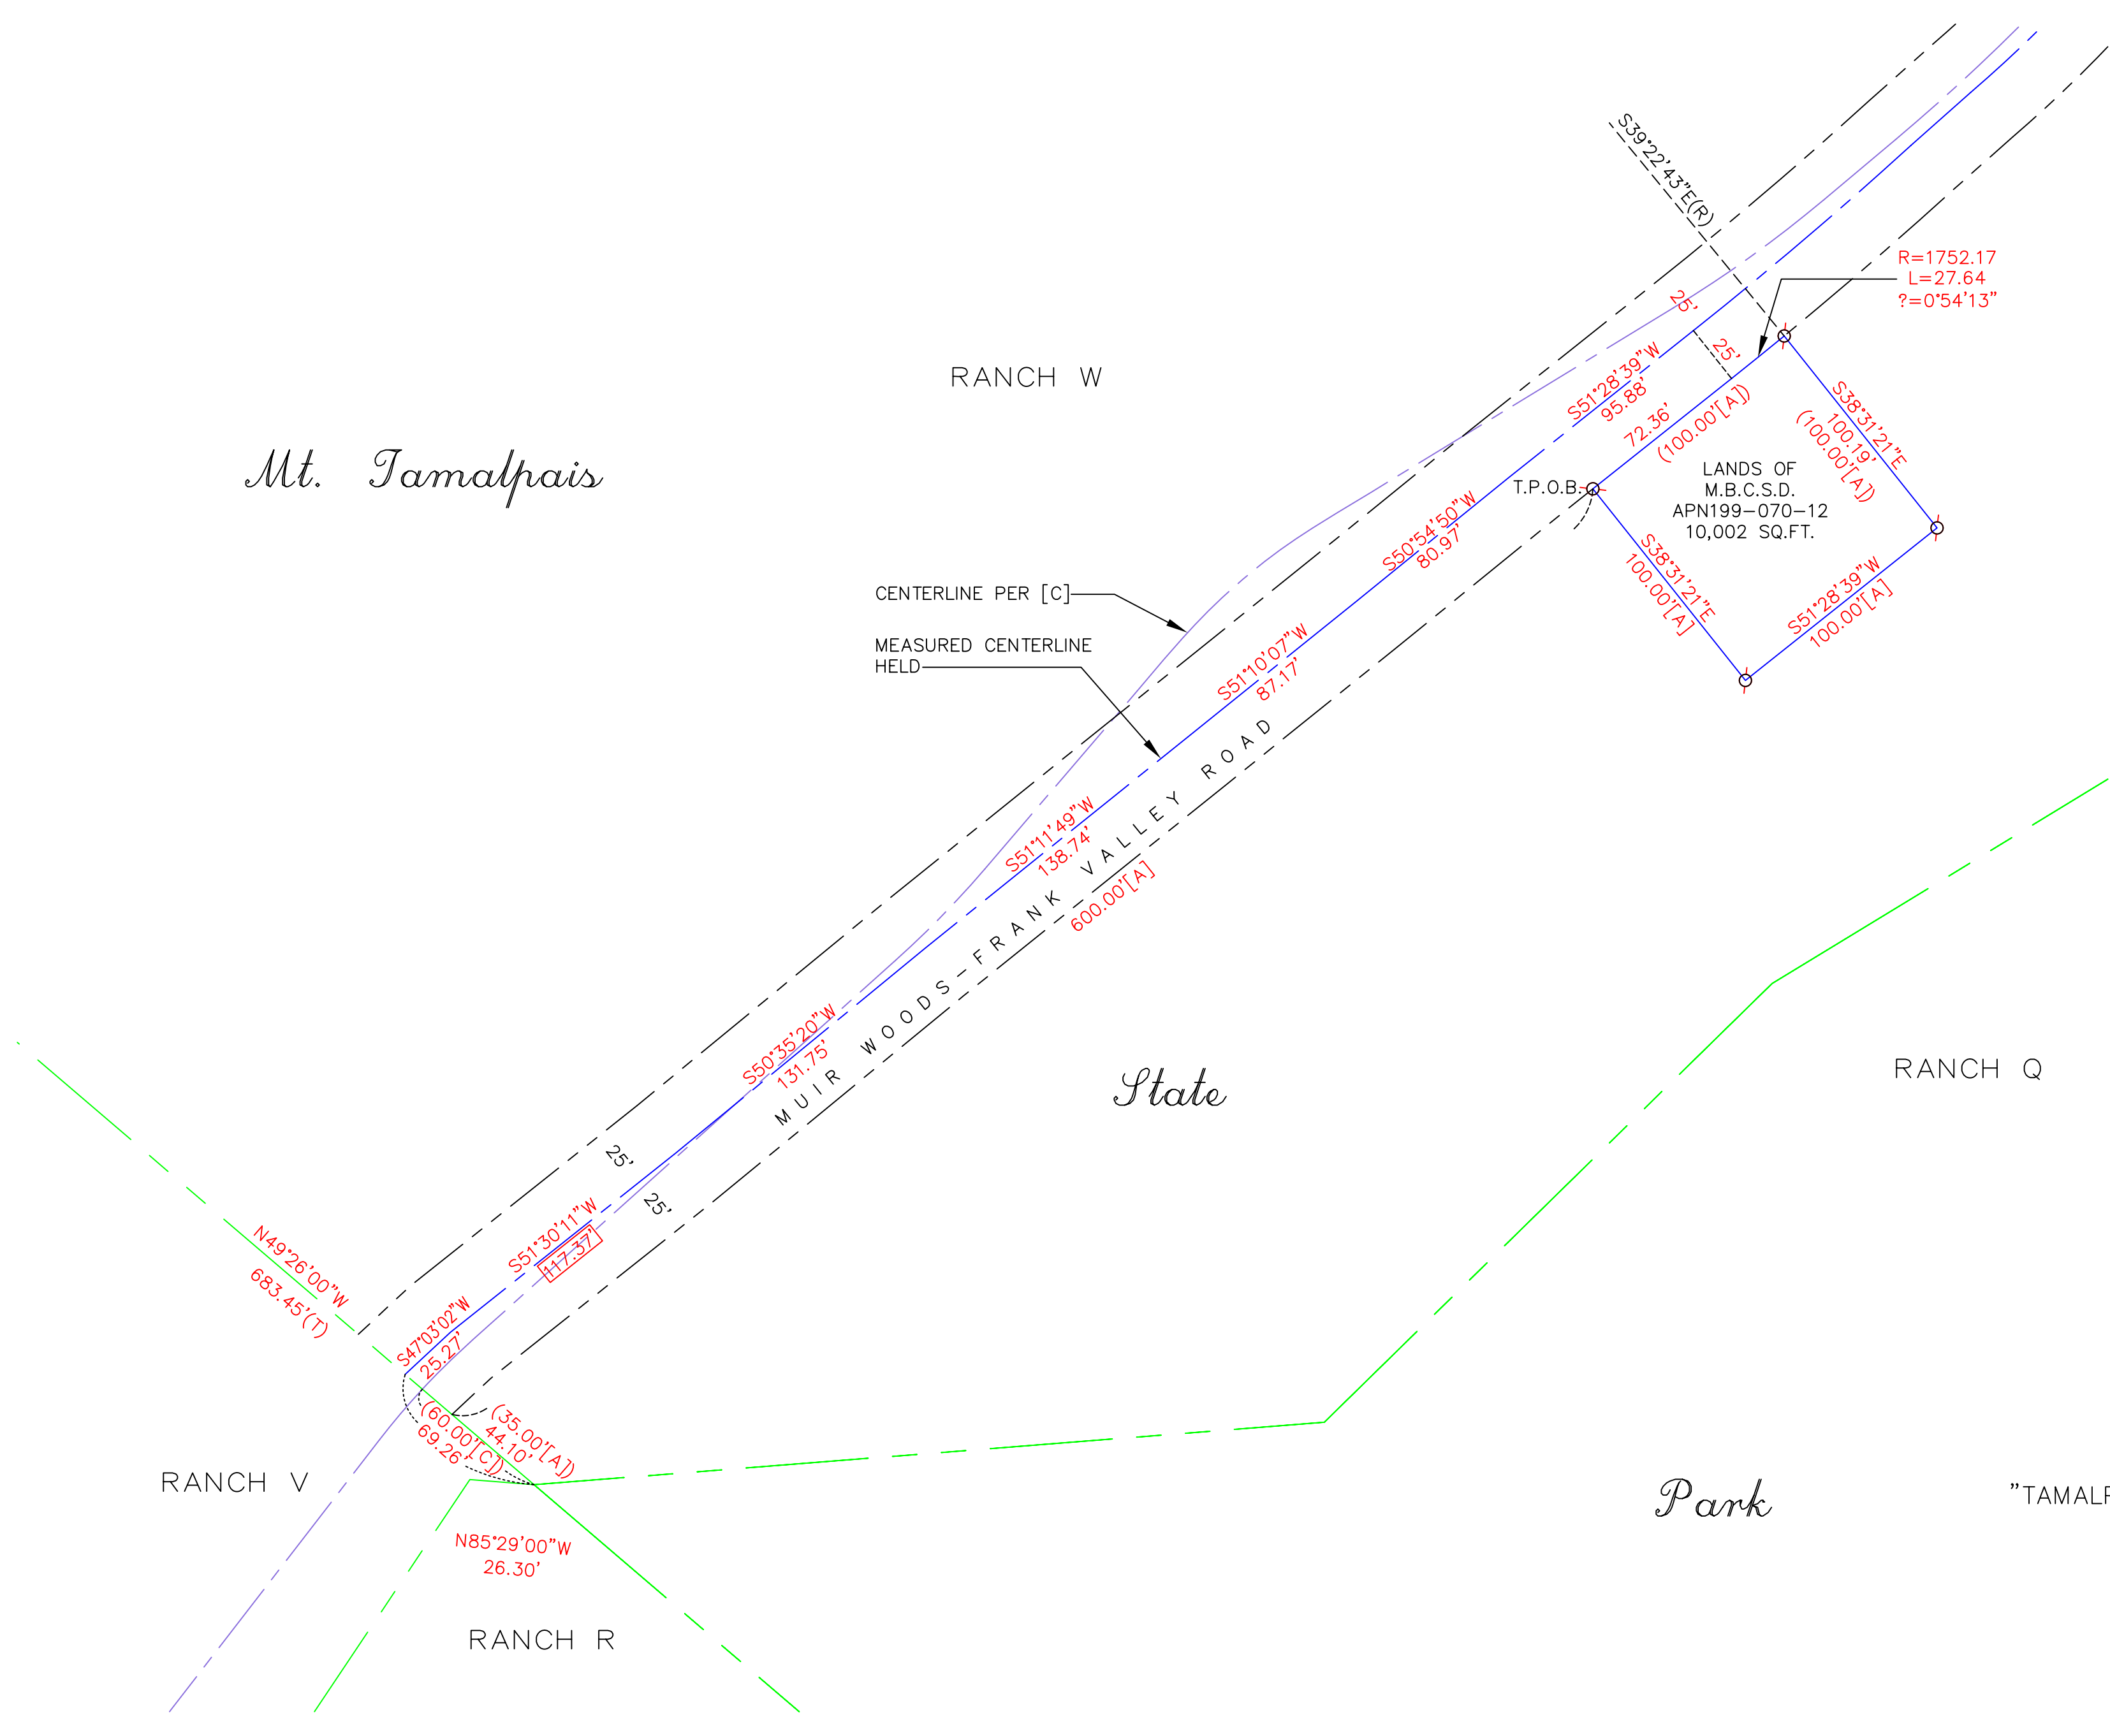 S39°22'43"E(R)
R=1752.17
L=27.64
?=0°54'13"
25'
25'
RANCH W
S51°28'39"W
95.88'
72.36'
(100.00'[A])
S38°31'21"E
100.19'
(100.00'[A])
Mt. Tamalpais
T.P.O.B.
LANDS OF
M.B.C.S.D.
APN199-070-12
10,002 SQ.FT.
S50°54'50"W
80.97'
S38°31'21"E
100.00'[A]
S51°28'39"W
100.00'[A]
CENTERLINE PER [C]
MEASURED CENTERLINE
HELD
S51°10'07"W
87.17'
S51°11'49"W
138.74'
MUIR WOODS-FRANK VALLEY ROAD
600.00'[A]
S50°35'20"W
131.75'
State
RANCH Q
25'
25'
S51°30'11"W
117.37'
N49°26'00"W
683.45'(T)
S47°03'02"W
25.27'
(60.00'[C])
69.26'
(35.00'[A])
44.10'
RANCH V
Park
"TAMALP
N85°29'00"W
26.30'
RANCH R